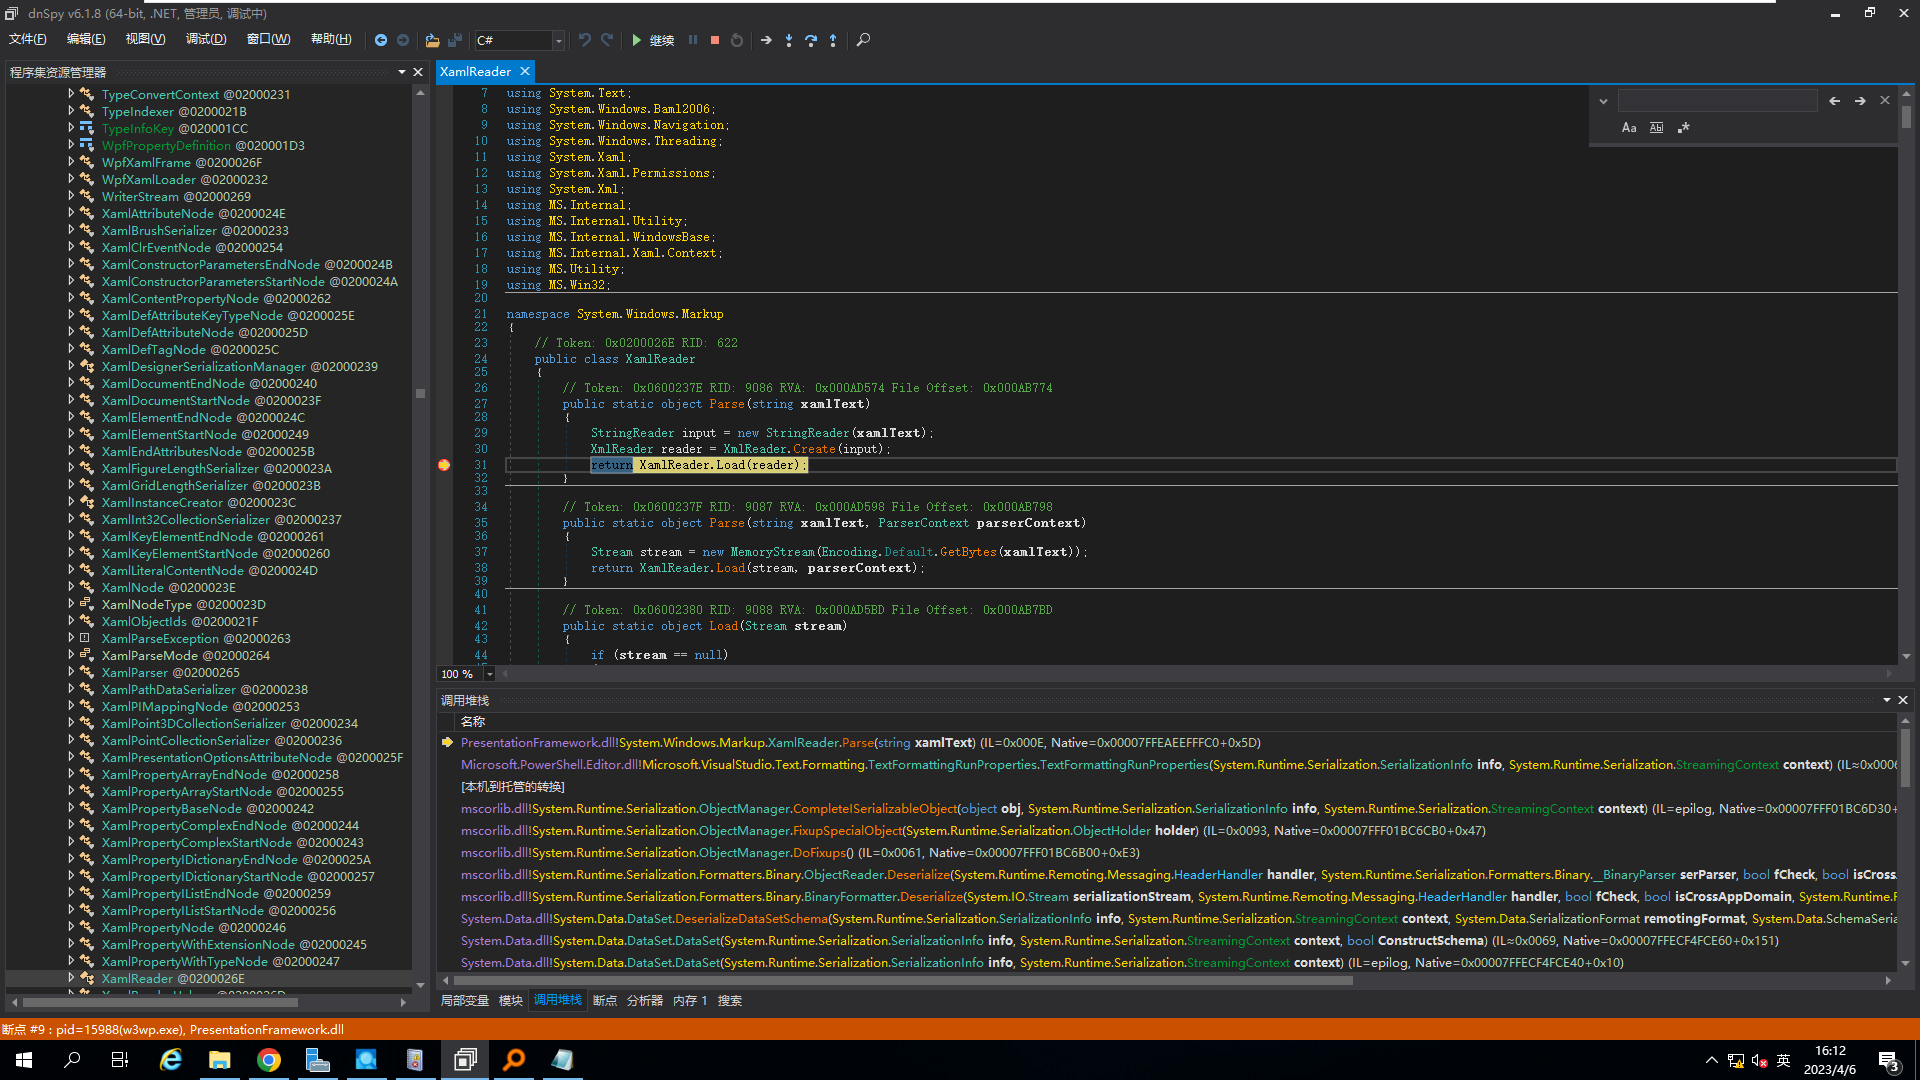 dnSpy v6.1.8 (64-bit, .NET, 管理员, 调试中)
文件(F) 编辑(E) 视图(V) 调试(D) 窗口(W) 帮助(H) C# 继续
程序集资源管理器
TypeConvertContext @02000231
TypeIndexer @0200021B
TypeInfoKey @020001CC
WpfPropertyDefinition @020001D3
WpfXamlFrame @0200026F
WpfXamlLoader @02000232
WriterStream @02000269
XamlAttributeNode @0200024E
XamlBrushSerializer @02000233
XamlClrEventNode @02000254
XamlConstructorParametersEndNode @0200024B
XamlConstructorParametersStartNode @0200024A
XamlContentPropertyNode @02000262
XamlDefAttributeKeyTypeNode @0200025E
XamlDefAttributeNode @0200025D
XamlDefTagNode @0200025C
XamlDesignerSerializationManager @02000239
XamlDocumentEndNode @02000240
XamlDocumentStartNode @0200023F
XamlElementEndNode @0200024C
XamlElementStartNode @02000249
XamlEndAttributesNode @0200025B
XamlFigureLengthSerializer @0200023A
XamlGridLengthSerializer @0200023B
XamlInstanceCreator @0200023C
XamlInt32CollectionSerializer @02000237
XamlKeyElementEndNode @02000261
XamlKeyElementStartNode @02000260
XamlLiteralContentNode @0200024D
XamlNode @0200023E
XamlNodeType @0200023D
XamlObjectIds @0200021F
XamlParseException @02000263
XamlParseMode @02000264
XamlParser @02000265
XamlPathDataSerializer @02000238
XamlPIMappingNode @02000253
XamlPoint3DCollectionSerializer @02000234
XamlPointCollectionSerializer @02000236
XamlPresentationOptionsAttributeNode @0200025F
XamlPropertyArrayEndNode @02000258
XamlPropertyArrayStartNode @02000255
XamlPropertyBaseNode @02000242
XamlPropertyComplexEndNode @02000244
XamlPropertyComplexStartNode @02000243
XamlPropertyIDictionaryEndNode @0200025A
XamlPropertyIDictionaryStartNode @02000257
XamlPropertyIListEndNode @02000259
XamlPropertyIListStartNode @02000256
XamlPropertyNode @02000246
XamlPropertyWithExtensionNode @02000245
XamlPropertyWithTypeNode @02000247
XamlReader @0200026E
XamlReader
Aa Ab .*
7 using System.Text;
8 using System.Windows.Baml2006;
9 using System.Windows.Navigation;
10 using System.Windows.Threading;
11 using System.Xaml;
12 using System.Xaml.Permissions;
13 using System.Xml;
14 using MS.Internal;
15 using MS.Internal.Utility;
16 using MS.Internal.WindowsBase;
17 using MS.Internal.Xaml.Context;
18 using MS.Utility;
19 using MS.Win32;
20
21 namespace System.Windows.Markup
22 {
23 // Token: 0x0200026E RID: 622
24 public class XamlReader
25 {
26 // Token: 0x0600237E RID: 9086 RVA: 0x000AD574 File Offset: 0x000AB774
27 public static object Parse(string xamlText)
28 {
29 StringReader input = new StringReader(xamlText);
30 XmlReader reader = XmlReader.Create(input);
31 return XamlReader.Load(reader);
32 }
33
34 // Token: 0x0600237F RID: 9087 RVA: 0x000AD598 File Offset: 0x000AB798
35 public static object Parse(string xamlText, ParserContext parserContext)
36 {
37 Stream stream = new MemoryStream(Encoding.Default.GetBytes(xamlText));
38 return XamlReader.Load(stream, parserContext);
39 }
40
41 // Token: 0x06002380 RID: 9088 RVA: 0x000AD5BD File Offset: 0x000AB7BD
42 public static object Load(Stream stream)
43 {
44 if (stream == null)
100 %
调用堆栈
名称
PresentationFramework.dll!System.Windows.Markup.XamlReader.Parse(string xamlText) (IL=0x000E, Native=0x00007FFEAEEFFFC0+0x5D)
Microsoft.PowerShell.Editor.dll!Microsoft.VisualStudio.Text.Formatting.TextFormattingRunProperties.TextFormattingRunProperties(System.Runtime.Serialization.SerializationInfo info, System.Runtime.Serialization.StreamingContext context) (IL≈0x006
[本机到托管的转换]
mscorlib.dll!System.Runtime.Serialization.ObjectManager.CompleteISerializableObject(object obj, System.Runtime.Serialization.SerializationInfo info, System.Runtime.Serialization.StreamingContext context) (IL=epilog, Native=0x00007FFF01BC6D30+
mscorlib.dll!System.Runtime.Serialization.ObjectManager.FixupSpecialObject(System.Runtime.Serialization.ObjectHolder holder) (IL=0x0093, Native=0x00007FFF01BC6CB0+0x47)
mscorlib.dll!System.Runtime.Serialization.ObjectManager.DoFixups() (IL=0x0061, Native=0x00007FFF01BC6B00+0xE3)
mscorlib.dll!System.Runtime.Serialization.Formatters.Binary.ObjectReader.Deserialize(System.Runtime.Remoting.Messaging.HeaderHandler handler, System.Runtime.Serialization.Formatters.Binary.__BinaryParser serParser, bool fCheck, bool isCross
mscorlib.dll!System.Runtime.Serialization.Formatters.Binary.BinaryFormatter.Deserialize(System.IO.Stream serializationStream, System.Runtime.Remoting.Messaging.HeaderHandler handler, bool fCheck, bool isCrossAppDomain, System.Runtime.R
System.Data.dll!System.Data.DataSet.DeserializeDataSetSchema(System.Runtime.Serialization.SerializationInfo info, System.Runtime.Serialization.StreamingContext context, System.Data.SerializationFormat remotingFormat, System.Data.SchemaSeria
System.Data.dll!System.Data.DataSet.DataSet(System.Runtime.Serialization.SerializationInfo info, System.Runtime.Serialization.StreamingContext context, bool ConstructSchema) (IL≈0x0069, Native=0x00007FFECF4FCE60+0x151)
System.Data.dll!System.Data.DataSet.DataSet(System.Runtime.Serialization.SerializationInfo info, System.Runtime.Serialization.StreamingContext context) (IL=epilog, Native=0x00007FFECF4FCE40+0x10)
局部变量 模块 调用堆栈 断点 分析器 内存 1 搜索
断点 #9 : pid=15988(w3wp.exe), PresentationFramework.dll
英
16:12
2023/4/6
3